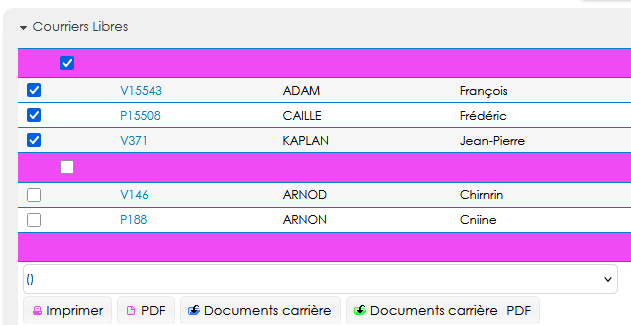 Courriers Libres
V15543 ADAM François
P15508 CAILLE Frédéric
V371 KAPLAN Jean-Pierre
V146 ARNOD Chirnrin
P188 ARNON Cniine
()
Imprimer PDF Documents carrière Documents carrière PDF